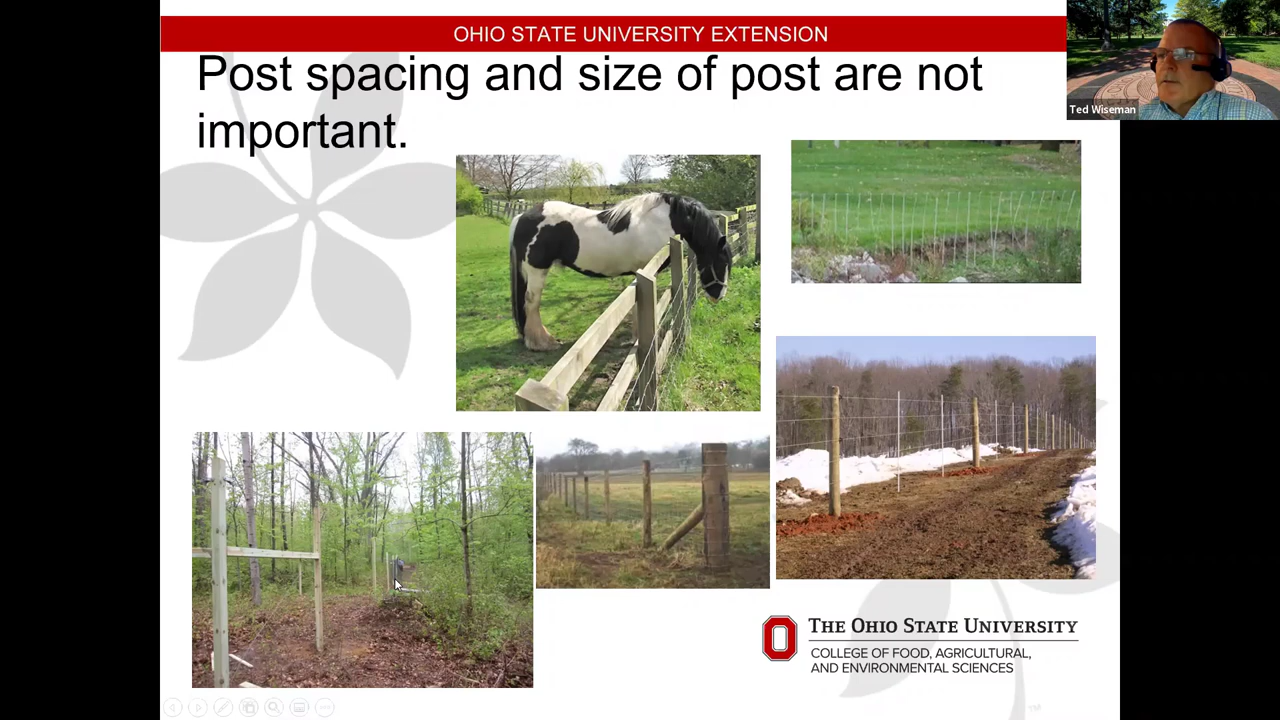 OHIO STATE UNIVERSITY EXTENSION
Post spacing and size of post are not
important.
Ted Wiseman
THE OHIO STATE UNIVERSITY
COLLEGE OF FOOD, AGRICULTURAL,
AND ENVIRONMENTAL SCIENCES
TM